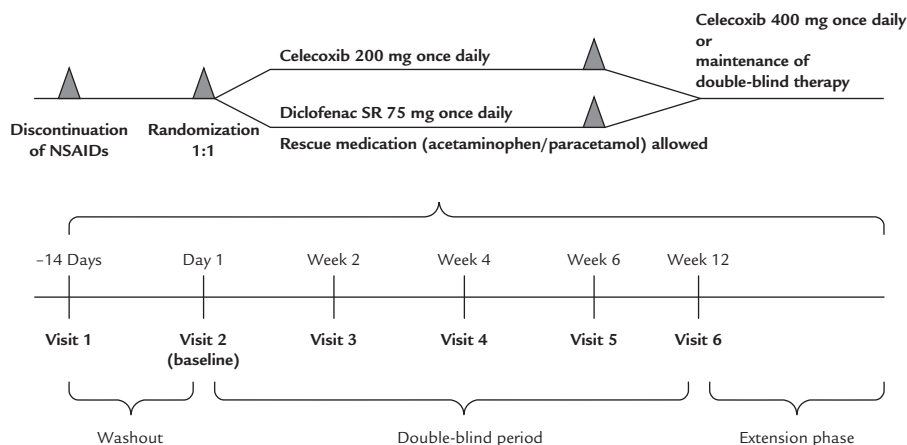 Celecoxib 400 mg once daily
or
maintenance of
double-blind therapy
Celecoxib 200 mg once daily
Diclofenac SR 75 mg once daily
Discontinuation
of NSAIDs
Randomization
1:1
Rescue medication (acetaminophen/paracetamol) allowed
−14 Days
Day 1
Week 2
Week 4
Week 6
Week 12
Visit 1
Visit 2
(baseline)
Visit 3
Visit 4
Visit 5
Visit 6
Washout
Double-blind period
Extension phase